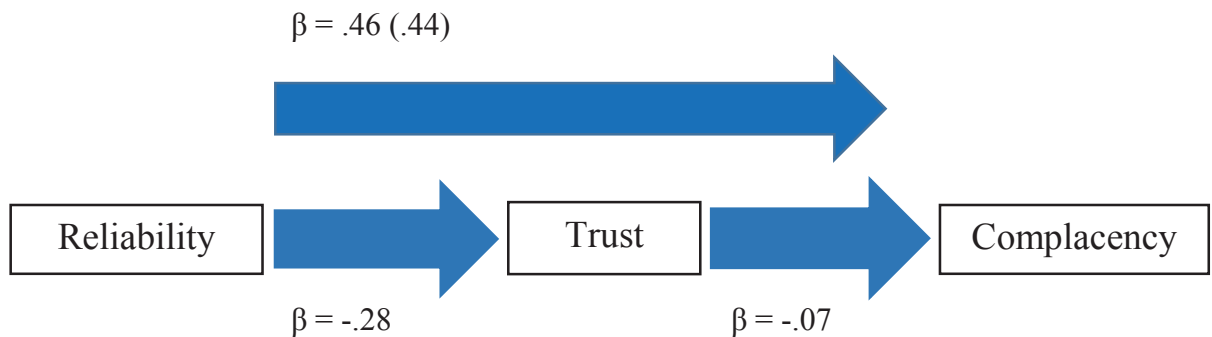 β = .46 (.44)
Reliability
Trust
Complacency
β = -.28
β = -.07